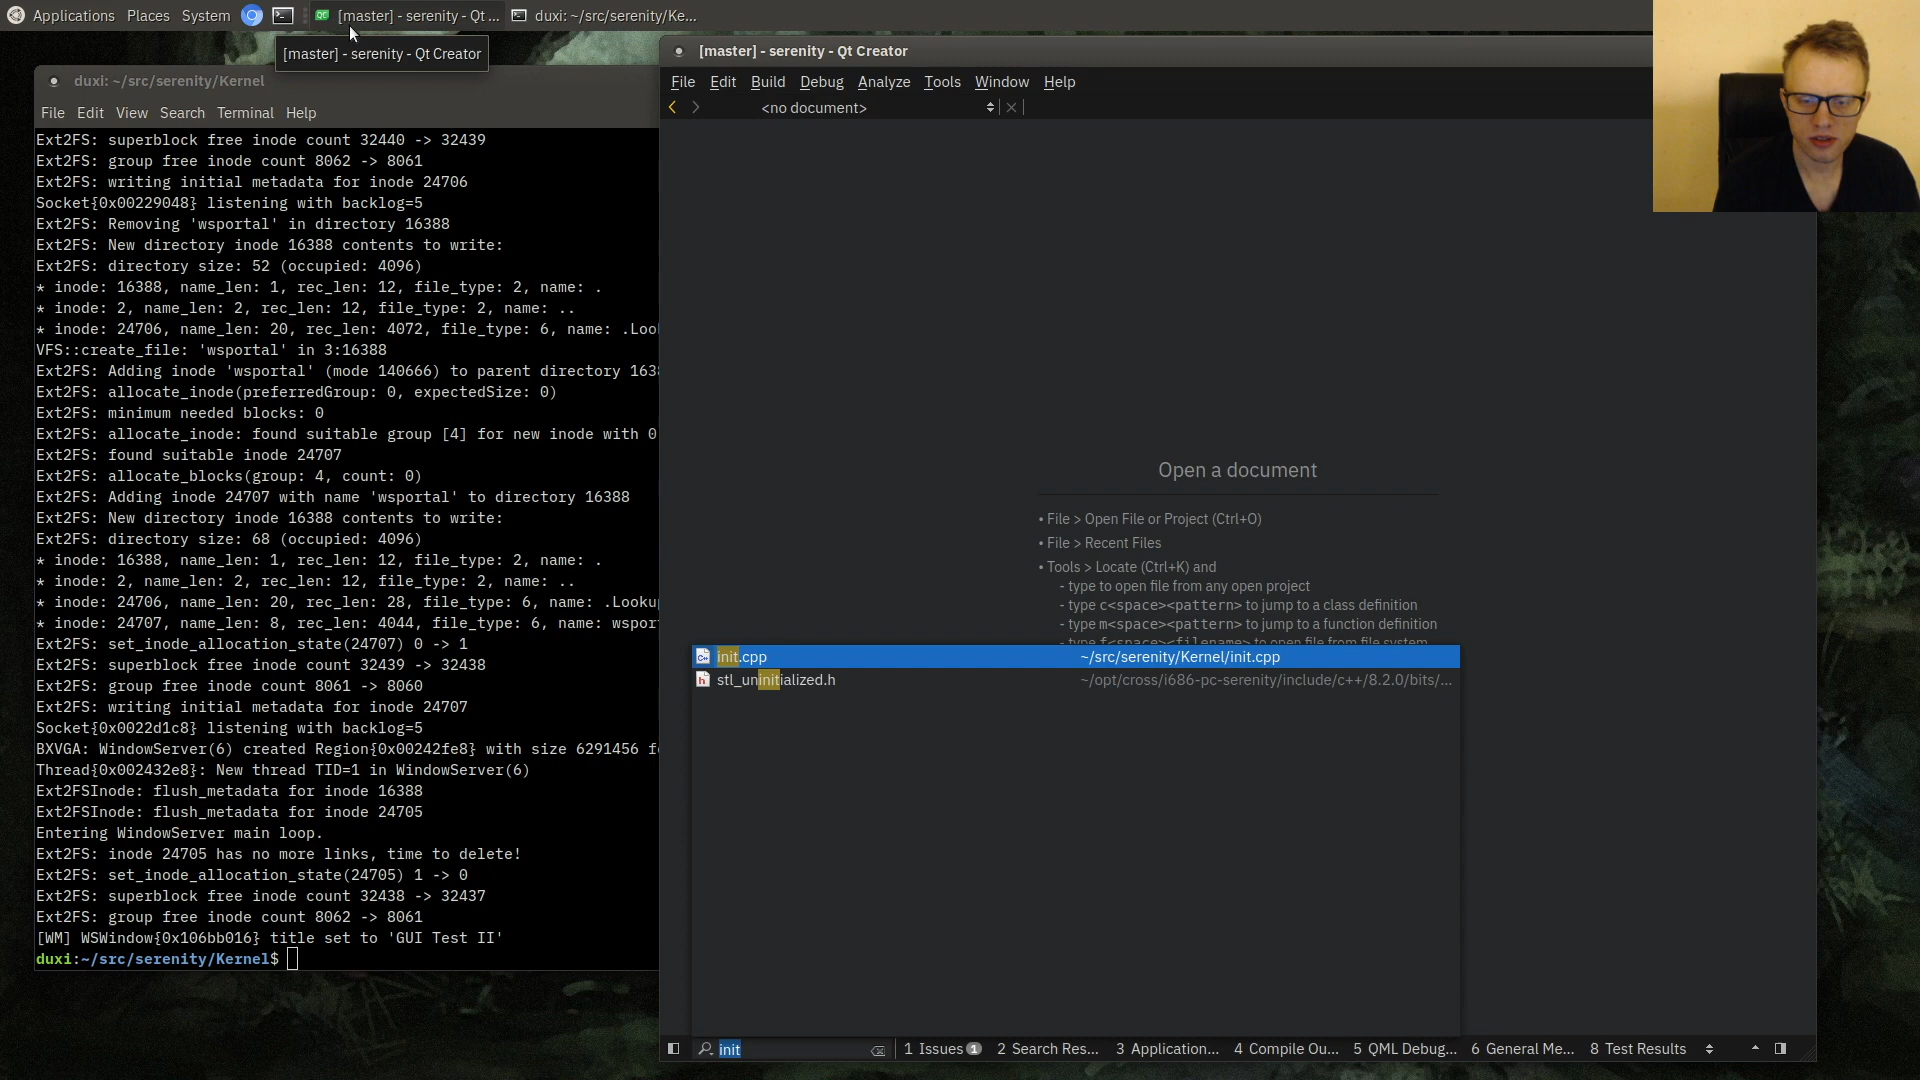 Applications Places System [master] - serenity - Qt ... duxi: ~/src/serenity/Ke...
[master] - serenity - Qt Creator
duxi: ~/src/serenity/Kernel
File Edit View Search Terminal Help
Ext2FS: superblock free inode count 32440 -> 32439
Ext2FS: group free inode count 8062 -> 8061
Ext2FS: writing initial metadata for inode 24706
Socket{0x00229048} listening with backlog=5
Ext2FS: Removing 'wsportal' in directory 16388
Ext2FS: New directory inode 16388 contents to write:
Ext2FS: directory size: 52 (occupied: 4096)
* inode: 16388, name_len: 1, rec_len: 12, file_type: 2, name: .
* inode: 2, name_len: 2, rec_len: 12, file_type: 2, name: ..
* inode: 24706, name_len: 20, rec_len: 4072, file_type: 6, name: .Loo
VFS::create_file: 'wsportal' in 3:16388
Ext2FS: Adding inode 'wsportal' (mode 140666) to parent directory 163
Ext2FS: allocate_inode(preferredGroup: 0, expectedSize: 0)
Ext2FS: minimum needed blocks: 0
Ext2FS: allocate_inode: found suitable group [4] for new inode with 0
Ext2FS: found suitable inode 24707
Ext2FS: allocate_blocks(group: 4, count: 0)
Ext2FS: Adding inode 24707 with name 'wsportal' to directory 16388
Ext2FS: New directory inode 16388 contents to write:
Ext2FS: directory size: 68 (occupied: 4096)
* inode: 16388, name_len: 1, rec_len: 12, file_type: 2, name: .
* inode: 2, name_len: 2, rec_len: 12, file_type: 2, name: ..
* inode: 24706, name_len: 20, rec_len: 28, file_type: 6, name: .Looku
* inode: 24707, name_len: 8, rec_len: 4044, file_type: 6, name: wspor
Ext2FS: set_inode_allocation_state(24707) 0 -> 1
Ext2FS: superblock free inode count 32439 -> 32438
Ext2FS: group free inode count 8061 -> 8060
Ext2FS: writing initial metadata for inode 24707
Socket{0x0022d1c8} listening with backlog=5
BXVGA: WindowServer(6) created Region{0x00242fe8} with size 6291456 f
Thread{0x002432e8}: New thread TID=1 in WindowServer(6)
Ext2FSInode: flush_metadata for inode 16388
Ext2FSInode: flush_metadata for inode 24705
Entering WindowServer main loop.
Ext2FS: inode 24705 has no more links, time to delete!
Ext2FS: set_inode_allocation_state(24705) 1 -> 0
Ext2FS: superblock free inode count 32438 -> 32437
Ext2FS: group free inode count 8062 -> 8061
[WM] WSWindow{0x106bb016} title set to 'GUI Test II'
duxi:~/src/serenity/Kernel$
[master] - serenity - Qt Creator
File Edit Build Debug Analyze Tools Window Help
<no document>
Open a document
• File > Open File or Project (Ctrl+O)
• File > Recent Files
• Tools > Locate (Ctrl+K) and
- type to open file from any open project
- type c<space><pattern> to jump to a class definition
- type m<space><pattern> to jump to a function definition
- type f<space><filename> to open file from file system
init.cpp ~/src/serenity/Kernel/init.cpp
stl_uninitialized.h ~/opt/cross/i686-pc-serenity/include/c++/8.2.0/bits/...
init 1 Issues 1 2 Search Res... 3 Application... 4 Compile Ou... 5 QML Debug... 6 General Me... 8 Test Results